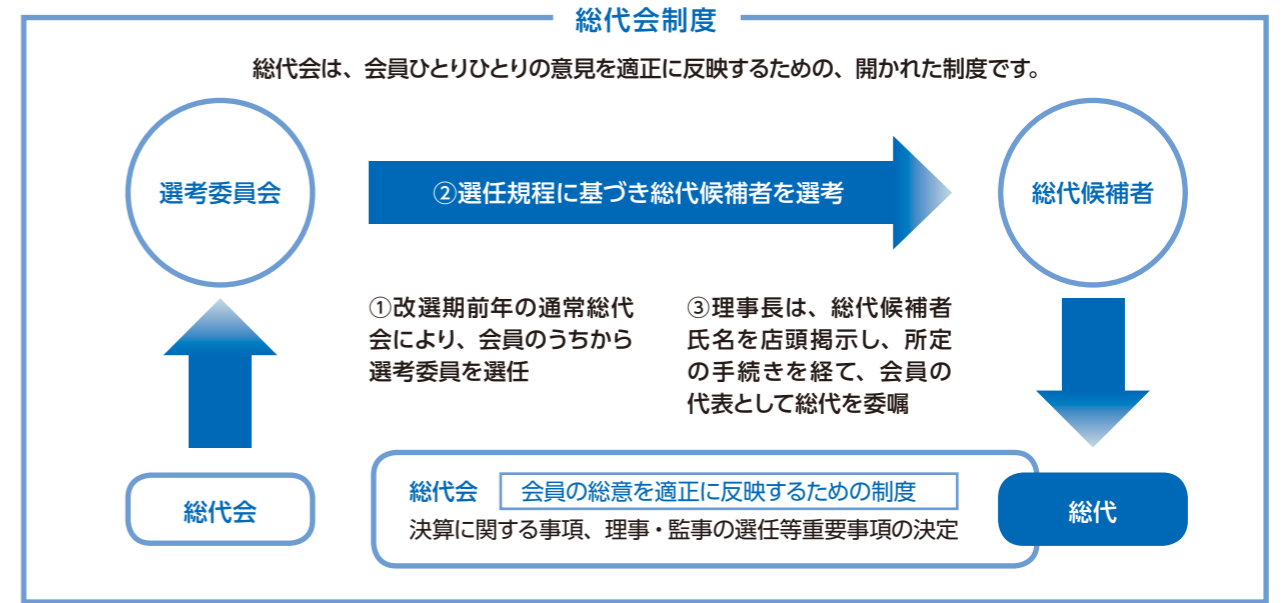 総代会制度
総代会は、会員ひとりひとりの意見を適正に反映するための、開かれた制度です。
選考委員会
②選任規程に基づき総代候補者を選考
総代候補者
①改選期前年の通常総代
会により、会員のうちから
選考委員を選任
③理事長は、総代候補者
氏名を店頭掲示し、所定
の手続きを経て、会員の
代表として総代を委嘱
総代会
総代会 会員の総意を適正に反映するための制度
決算に関する事項、理事・監事の選任等重要事項の決定
総代